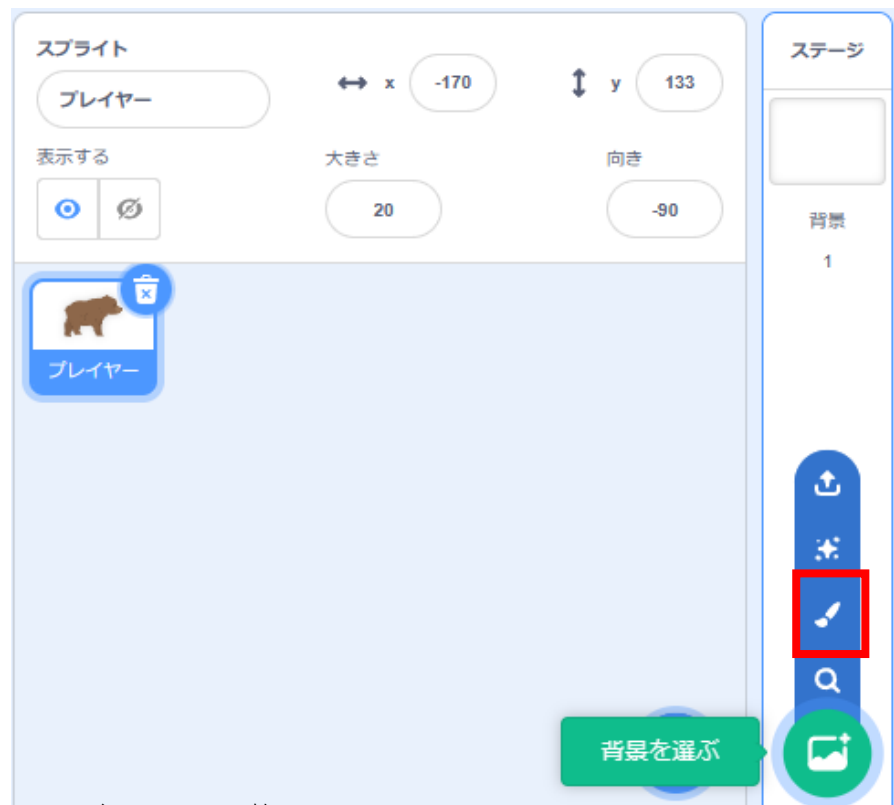 スプライト
プレイヤー
x -170
y 133
表示する
大きさ
向き
20
-90
プレイヤー
ステージ
背景
1
背景を選ぶ